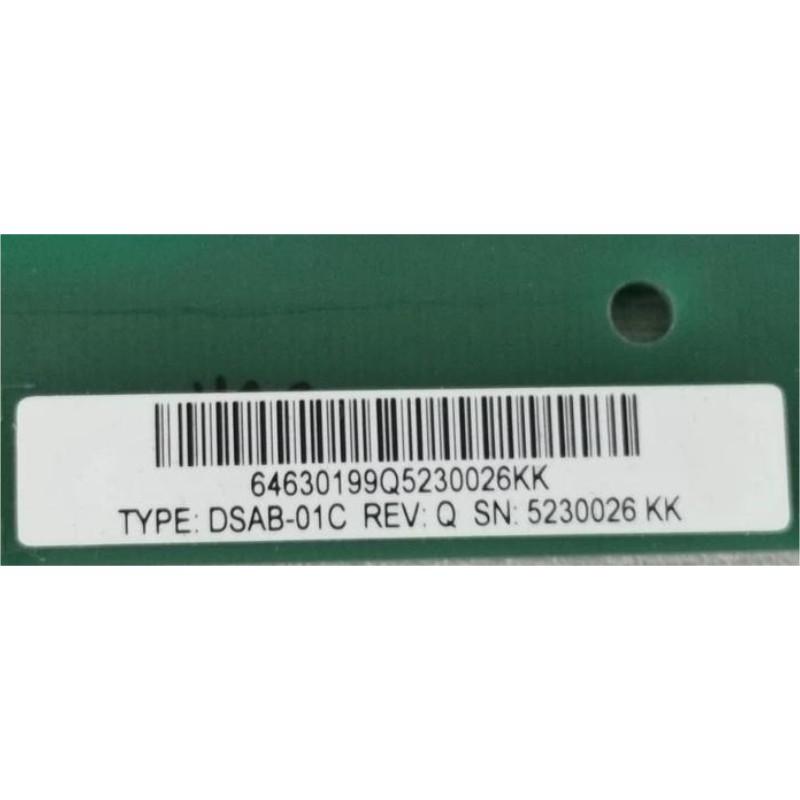 64630199Q5230026KK
TYPE: DSAB-01C REV: Q SN: 5230026 KK